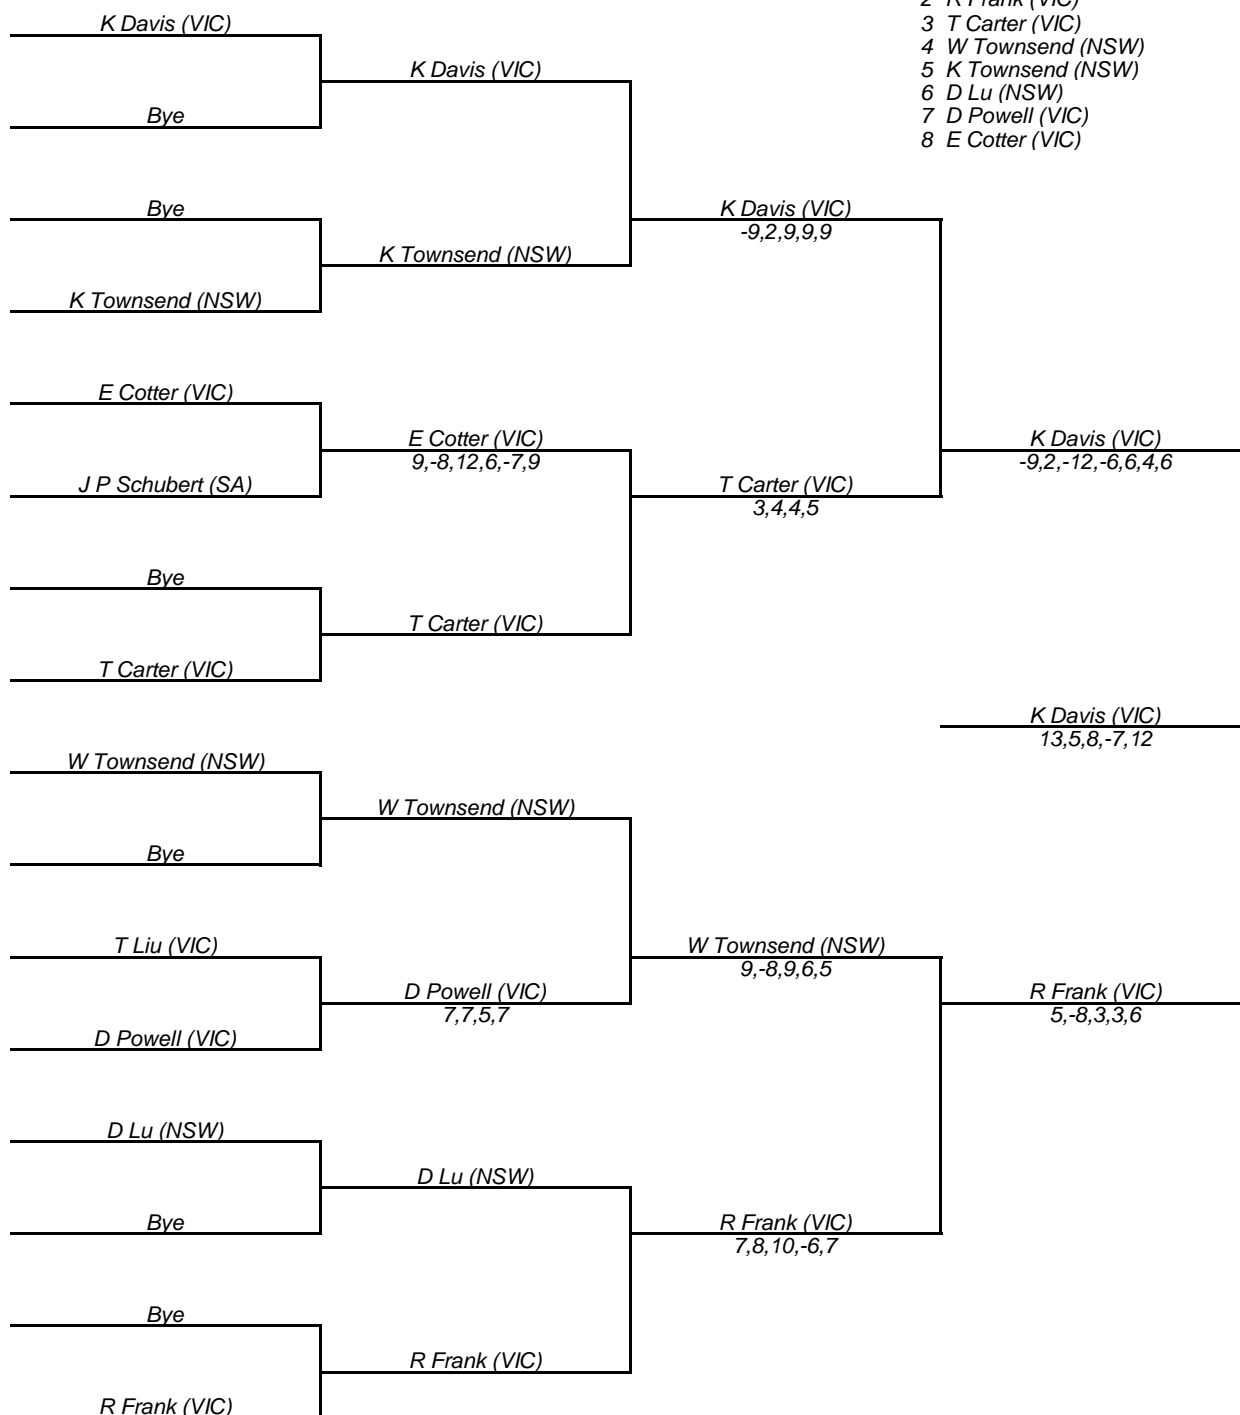 2 R Frank (VIC)
3 T Carter (VIC)
4 W Townsend (NSW)
5 K Townsend (NSW)
6 D Lu (NSW)
7 D Powell (VIC)
8 E Cotter (VIC)
K Davis (VIC)
K Davis (VIC)
Bye
Bye
K Davis (VIC)
-9,2,9,9,9
K Townsend (NSW)
K Townsend (NSW)
E Cotter (VIC)
E Cotter (VIC)
9,-8,12,6,-7,9
K Davis (VIC)
-9,2,-12,-6,6,4,6
J P Schubert (SA)
T Carter (VIC)
3,4,4,5
Bye
T Carter (VIC)
T Carter (VIC)
K Davis (VIC)
13,5,8,-7,12
W Townsend (NSW)
W Townsend (NSW)
Bye
T Liu (VIC)
W Townsend (NSW)
9,-8,9,6,5
D Powell (VIC)
7,7,5,7
R Frank (VIC)
5,-8,3,3,6
D Powell (VIC)
D Lu (NSW)
D Lu (NSW)
Bye
R Frank (VIC)
7,8,10,-6,7
Bye
R Frank (VIC)
R Frank (VIC)